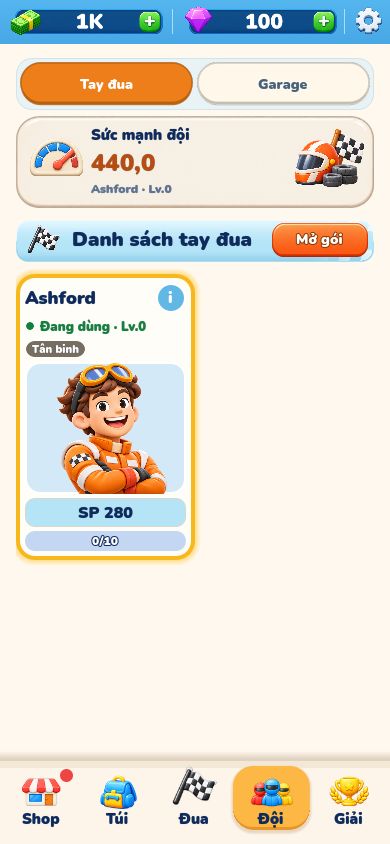 1K
100
Tay đua
Garage
Sức mạnh đội
440,0
Ashford · Lv.0
Danh sách tay đua
Mở gói
Ashford
i
Đang dùng · Lv.0
Tân binh
SP 280
0/10
Shop
Túi
Đua
Đội
Giải